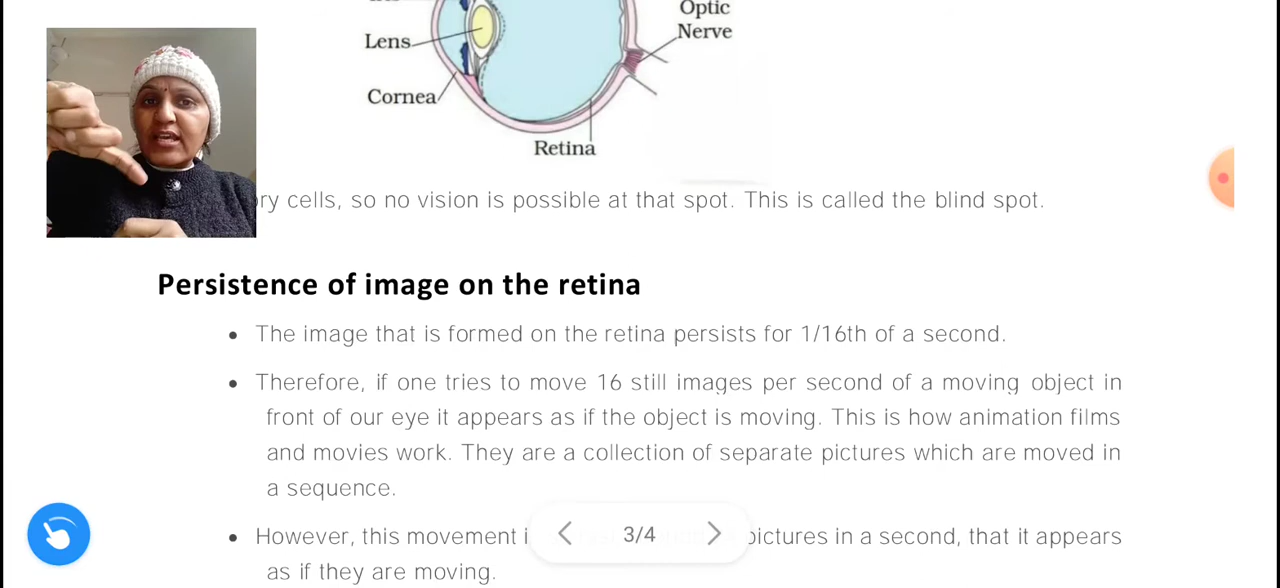 Optic
Nerve
Lens
Cornea
Retina
ry cells, so no vision is possible at that spot. This is called the blind spot.
Persistence of image on the retina
• The image that is formed on the retina persists for 1/16th of a second.
• Therefore, if one tries to move 16 still images per second of a moving object in
front of our eye it appears as if the object is moving. This is how animation films
and movies work. They are a collection of separate pictures which are moved in
a sequence.
• However, this movement
3/4
pictures in a second, that it appears
as if they are moving.